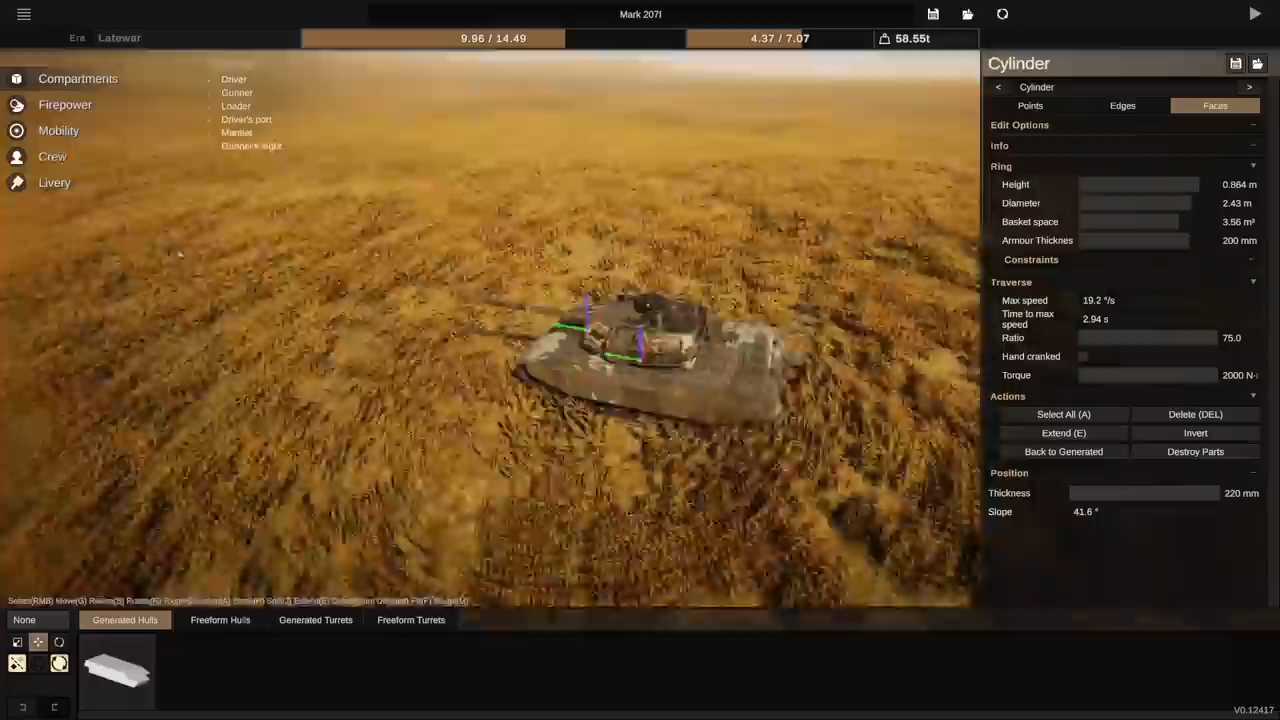 Mark 207I
Era Latewar
9.96 / 14.49
4.37 / 7.07
58.55t
Compartments
Firepower
Mobility
Crew
Livery
Driver
Gunner
Loader
Driver's port
Mantlet
Gunner's sight
Cylinder
< Cylinder >
Points Edges Faces
Edit Options
Info
Ring
Height 0.864 m
Diameter 2.43 m
Basket space 3.56 m³
Armour Thicknes 200 mm
Constraints
Traverse
Max speed 19.2 °/s
Time to max speed 2.94 s
Ratio 75.0
Hand cranked
Torque 2000 N·
Actions
Select All (A) Delete (DEL)
Extend (E) Invert
Back to Generated Destroy Parts
Position
Thickness 220 mm
Slope 41.6 °
None
Generated Hulls Freeform Hulls Generated Turrets Freeform Turrets
V0.12417